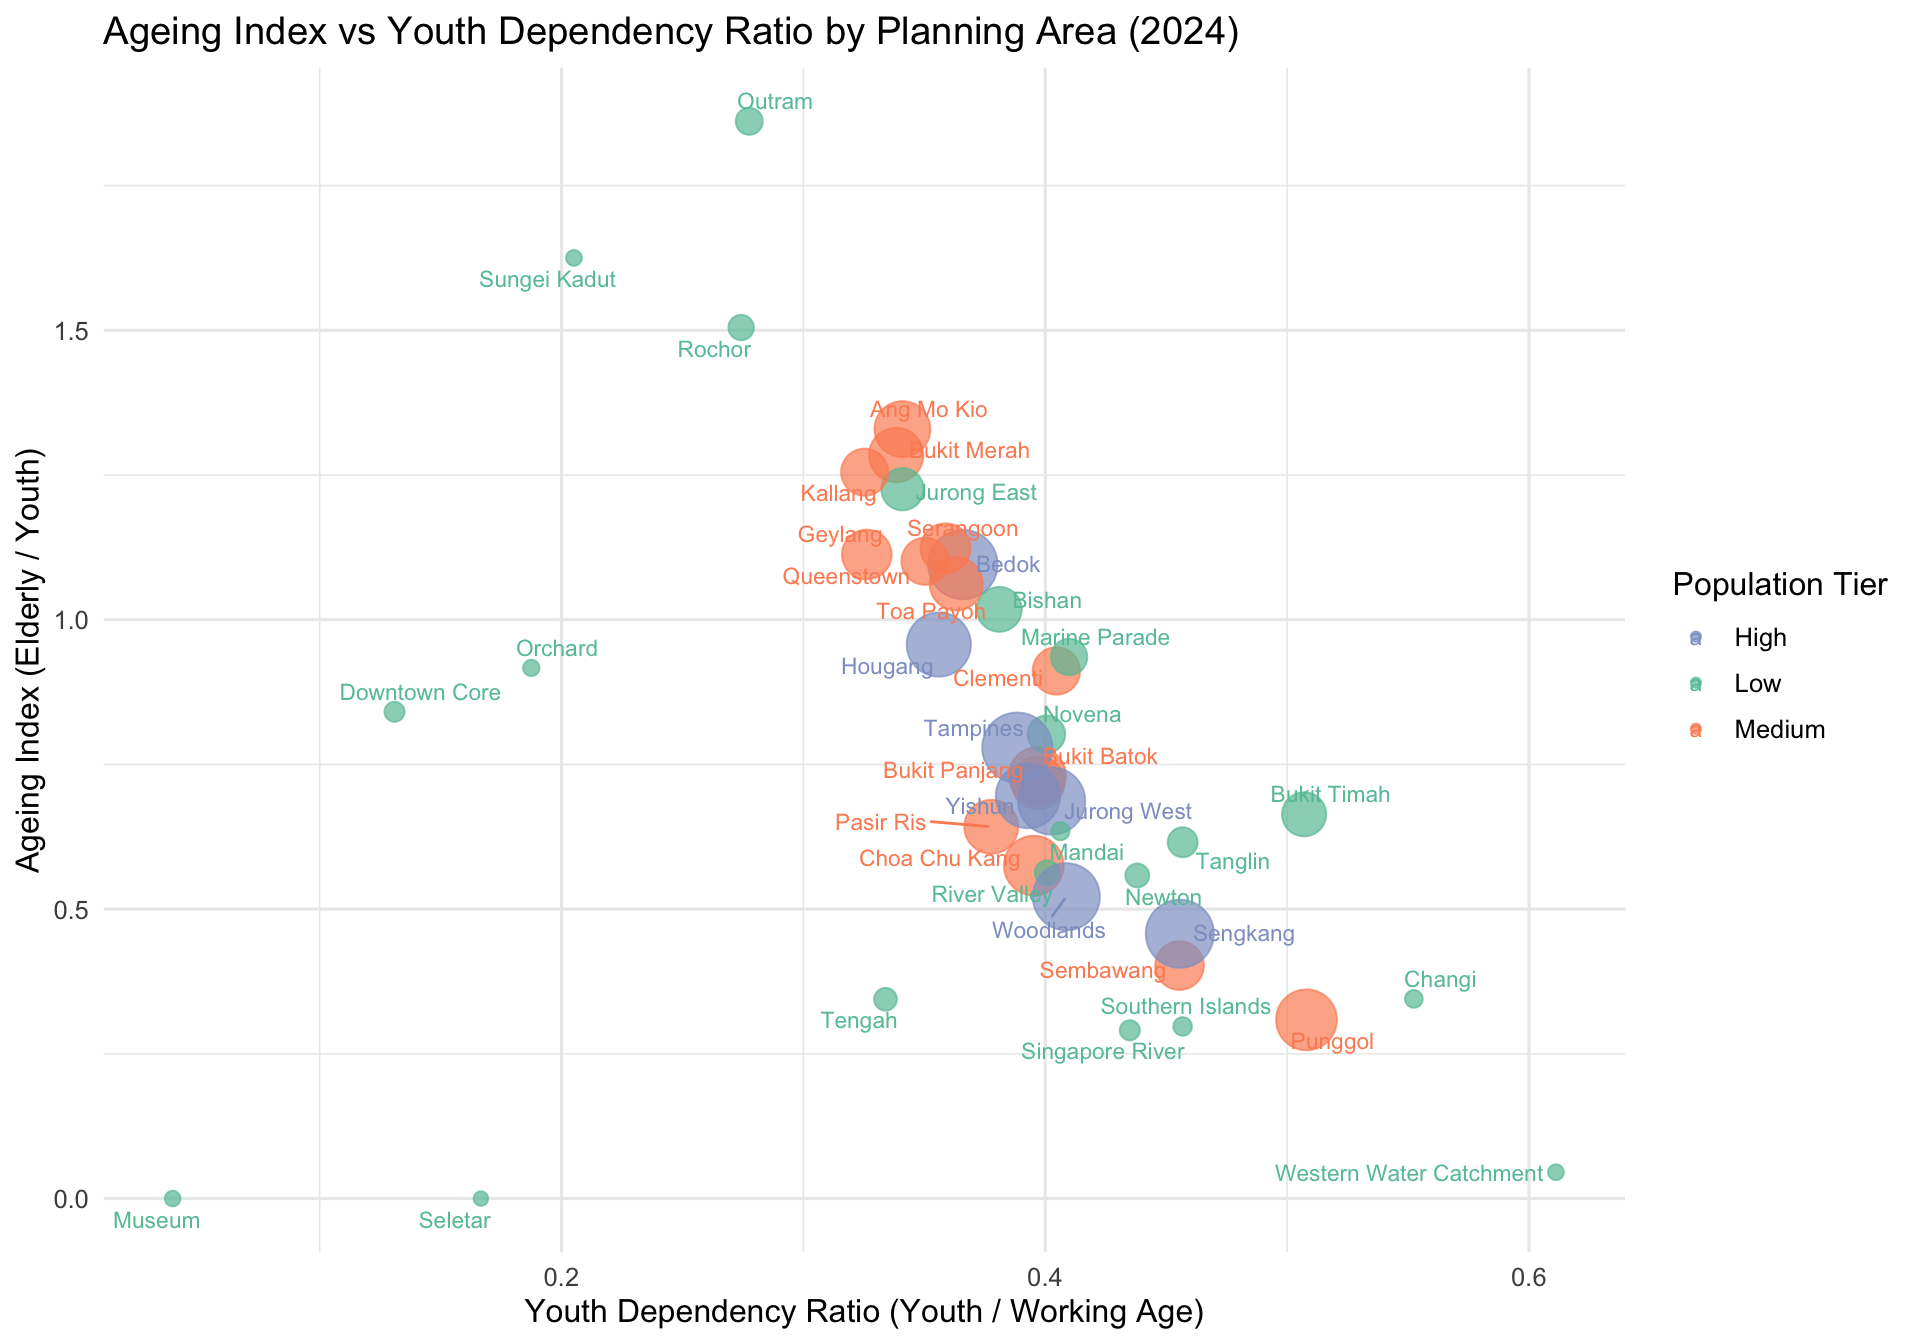 Ageing Index vs Youth Dependency Ratio by Planning Area (2024)
Outram
Sungei Kadut
1.5
Rochor
Ang Mo Kio
Bukit Merah
Kallang
Jurong East
Serangoon
Geylang
Bedok
Queenstown
Bishan
Toa Payoh
1.0
Marine Parade
Orchard
Hougang
Clementi
Downtown Core
Novena
Tampines
Bukit Batok
Bukit Panjang
Bukit Timah
Yishun
Jurong West
Pasir Ris
Mandai
Choa Chu Kang
Tanglin
River Valley
Newton
0.5
Woodlands
Sengkang
Sembawang
Changi
Southern Islands
Tengah
Punggol
Singapore River
Western Water Catchment
0.0
Museum
Seletar
0.2
0.4
0.6
Youth Dependency Ratio (Youth / Working Age)
Ageing Index (Elderly / Youth)
Population Tier
a High
a Low
a Medium